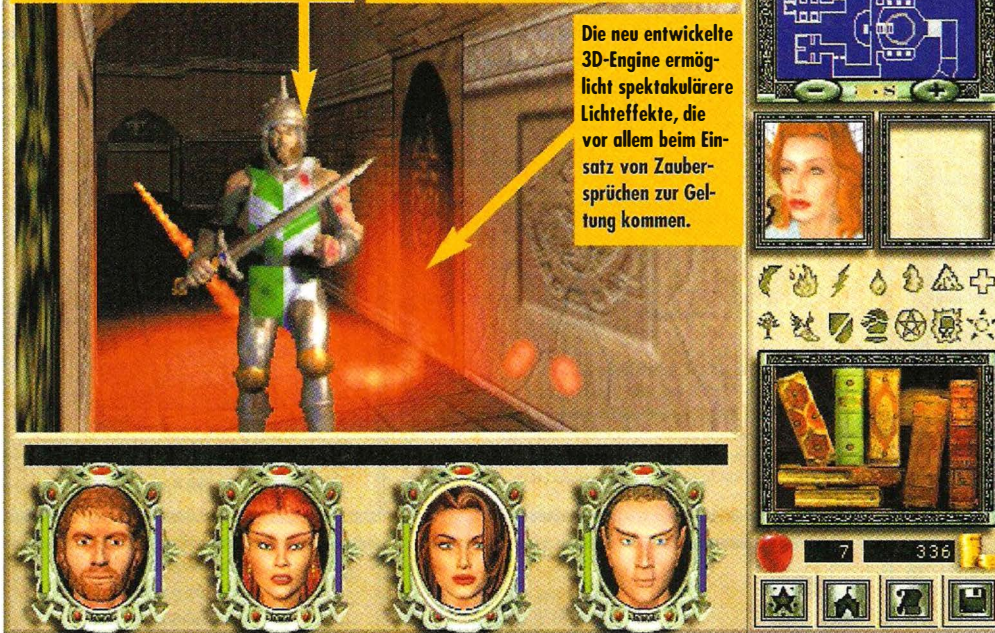 Die neu entwickelte
3D-Engine ermög-
licht spektakulärere
Lichteffekte, die
vor allem beim Ein-
satz von Zauber-
sprüchen zur Gel-
tung kommen.
7
336